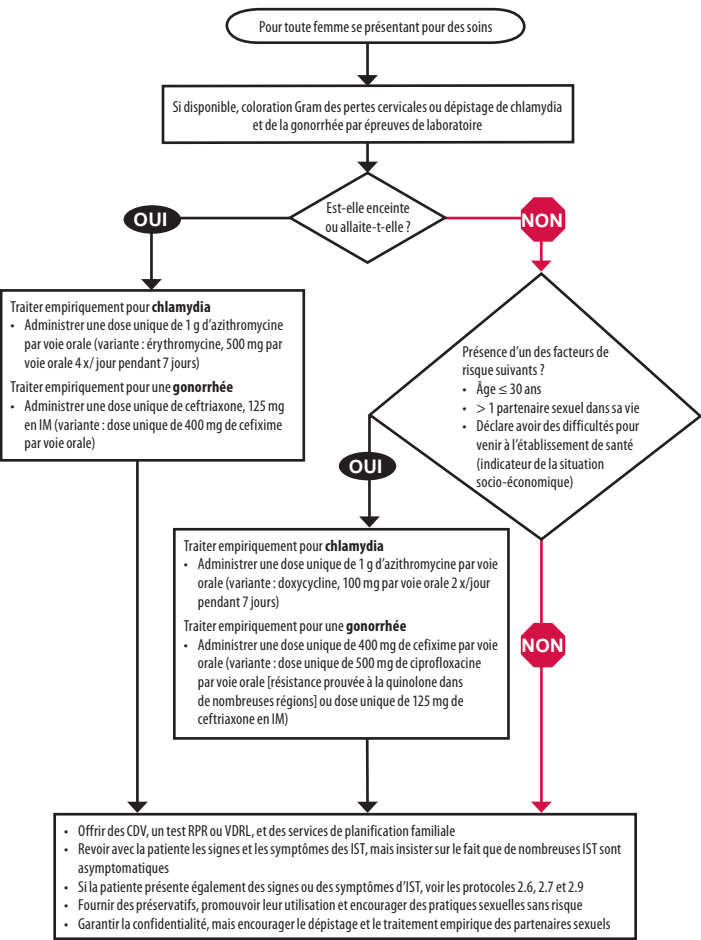 Pour toute femme se présentant pour des soins
Si disponible, coloration Gram des pertes cervicales ou dépistage de chlamydia
et de la gonorrhée par épreuves de laboratoire
Est-elle enceinte
ou allaite-t-elle ?
OUI
NON
Traiter empiriquement pour chlamydia
• Administrer une dose unique de 1 g d'azithromycine
par voie orale (variante : érythromycine, 500 mg par
voie orale 4 x/ jour pendant 7 jours)
Traiter empiriquement pour une gonorrhée
• Administrer une dose unique de ceftriaxone, 125 mg
en IM (variante : dose unique de 400 mg de cefixime
par voie orale)
Présence d'un des facteurs de
risque suivants ?
• Âge ≤ 30 ans
• > 1 partenaire sexuel dans sa vie
• Déclare avoir des difficultés pour
venir à l'établissement de santé
(indicateur de la situation
socio-économique)
OUI
Traiter empiriquement pour chlamydia
• Administrer une dose unique de 1 g d'azithromycine par voie
orale (variante : doxycycline, 100 mg par voie orale 2 x/jour
pendant 7 jours)
Traiter empiriquement pour une gonorrhée
• Administrer une dose unique de 400 mg de cefixime par voie
orale (variante : dose unique de 500 mg de ciprofloxacine
par voie orale [résistance prouvée à la quinolone dans
de nombreuses régions] ou dose unique de 125 mg de
ceftriaxone en IM)
NON
• Offrir des CDV, un test RPR ou VDRL, et des services de planification familiale
• Revoir avec la patiente les signes et les symptômes des IST, mais insister sur le fait que de nombreuses IST sont
asymptomatiques
• Si la patiente présente également des signes ou des symptômes d'IST, voir les protocoles 2.6, 2.7 et 2.9
• Fournir des préservatifs, promouvoir leur utilisation et encourager des pratiques sexuelles sans risque
• Garantir la confidentialité, mais encourager le dépistage et le traitement empirique des partenaires sexuels